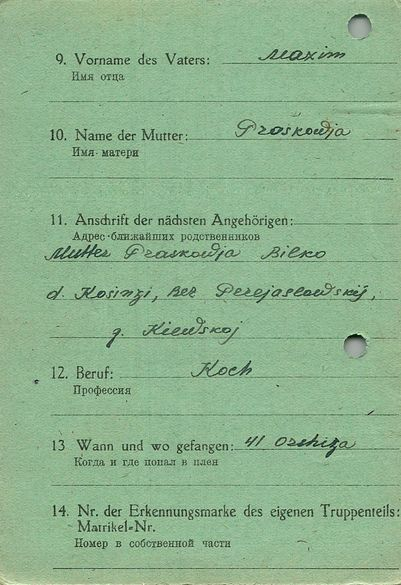 9. Vorname des Vaters: Maxim
Имя отца
10. Name der Mutter: Praskowja
Имя матери
11. Anschrift der nächsten Angehörigen:
Адрес ближайших родственников
Mutter Praskowja Bilko
d. Kosinzi, Bez Perejaslowskij,
g. Kiewskoj
12. Beruf: Koch
Профессия
13 Wann und wo gefangen: 41 Orchiza
Когда и где попал в плен
14. Nr. der Erkennungsmarke des eigenen Truppenteils:
Matrikel-Nr.
Номер в собственной части